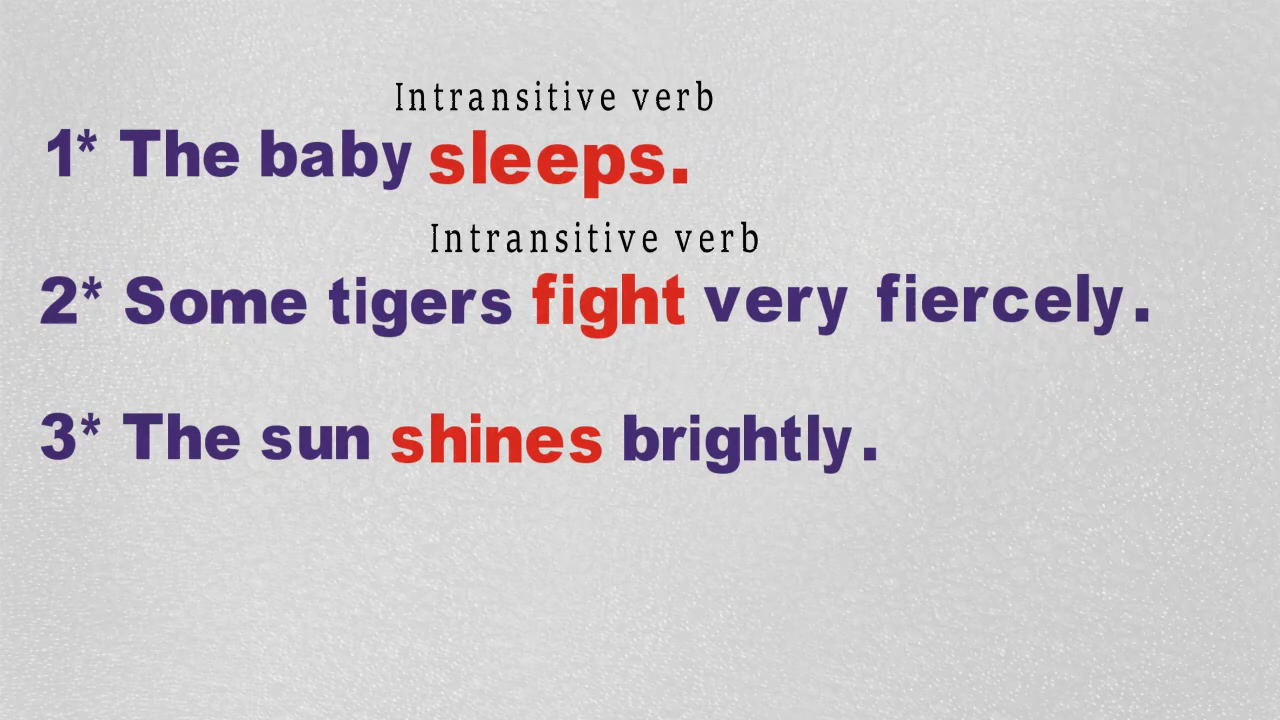 Intransitive verb
1* The baby sleeps.
Intransitive verb
2* Some tigers fight very fiercely.
3* The sun shines brightly.